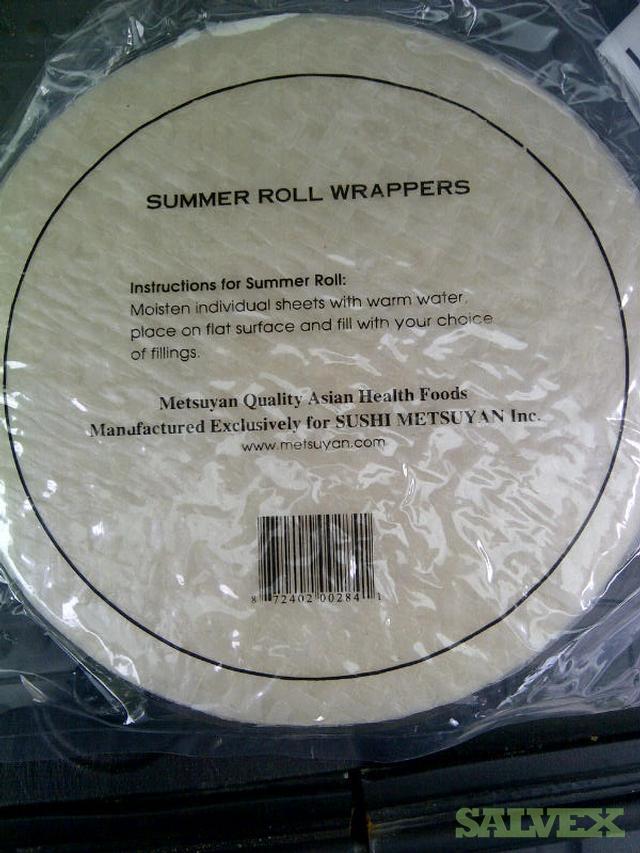 SUMMER ROLL WRAPPERS
Instructions for Summer Roll:
Moisten individual sheets with warm water,
place on flat surface and fill with your choice
of fillings.
Metsuyan Quality Asian Health Foods
Manufactured Exclusively for SUSHI METSUYAN Inc.
www.metsuyan.com
8 72402 00284 1
SALVEX